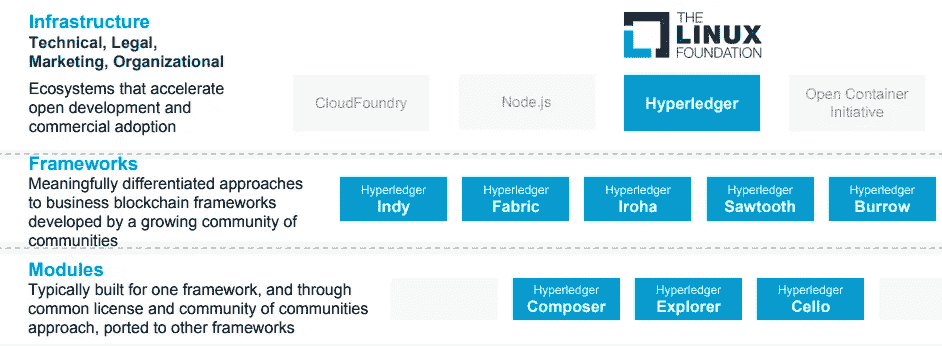 Infrastructure
Technical, Legal,
Marketing, Organizational
Ecosystems that accelerate
open development and
commercial adoption
THE
LINUX
FOUNDATION
CloudFoundry
Node.js
Hyperledger
Open Container
Initiative
Frameworks
Meaningfully differentiated approaches
to business blockchain frameworks
developed by a growing community of
communities
Hyperledger
Indy
Hyperledger
Fabric
Hyperledger
Iroha
Hyperledger
Sawtooth
Hyperledger
Burrow
Modules
Typically built for one framework, and through
common license and community of communities
approach, ported to other frameworks
Hyperledger
Composer
Hyperledger
Explorer
Hyperledger
Cello